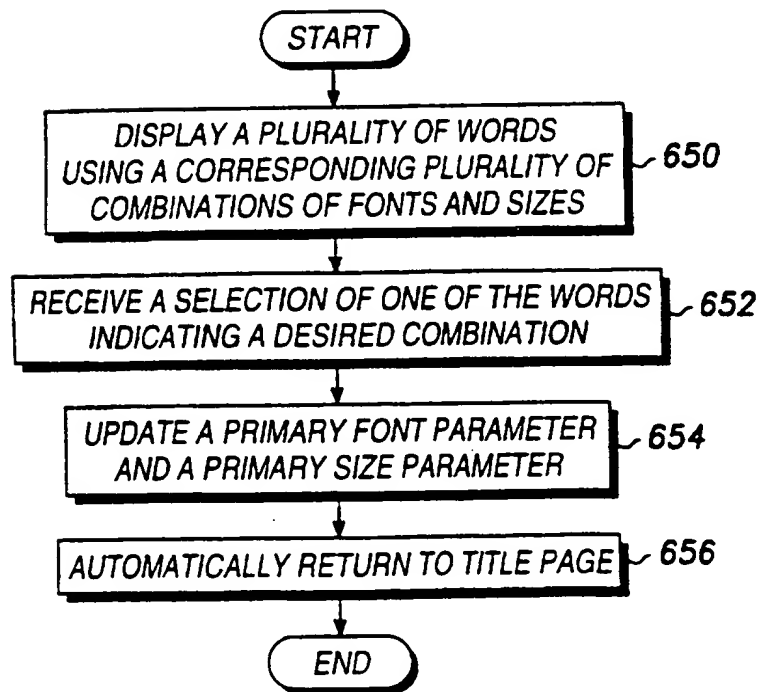 START
DISPLAY A PLURALITY OF WORDS
USING A CORRESPONDING PLURALITY OF
COMBINATIONS OF FONTS AND SIZES
650
RECEIVE A SELECTION OF ONE OF THE WORDS
INDICATING A DESIRED COMBINATION
652
UPDATE A PRIMARY FONT PARAMETER
AND A PRIMARY SIZE PARAMETER
654
AUTOMATICALLY RETURN TO TITLE PAGE
656
END